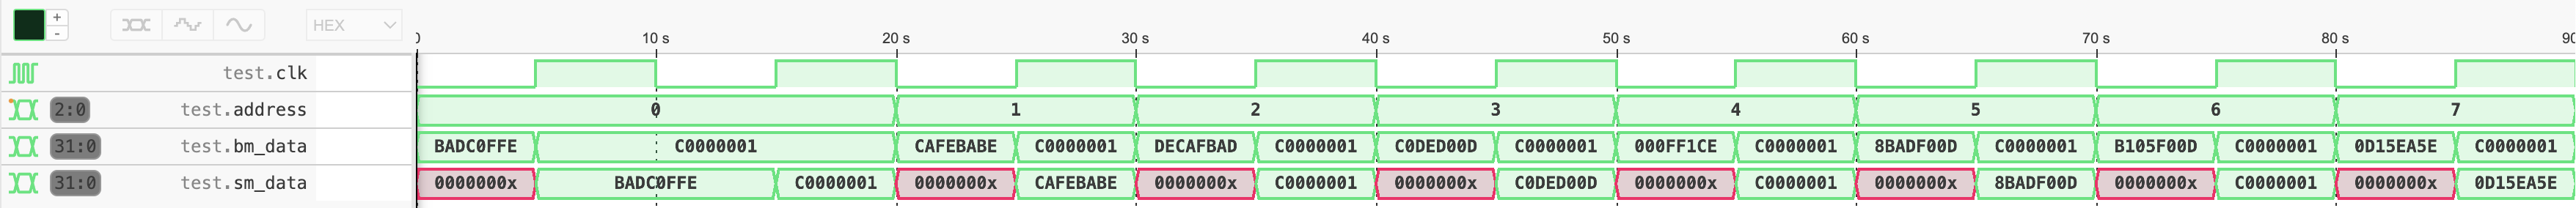 +
-
HEX
0 10 s 20 s 30 s 40 s 50 s 60 s 70 s 80 s 90
test.clk
2:0 test.address 0 1 2 3 4 5 6 7
31:0 test.bm_data BADC0FFE C0000001 CAFEBABE C0000001 DECAFBAD C0000001 C0DED00D C0000001 000FF1CE C0000001 8BADF00D C0000001 B105F00D C0000001 0D15EA5E C0000001
31:0 test.sm_data 0000000x BADC0FFE C0000001 0000000x CAFEBABE 0000000x C0000001 0000000x C0DED00D 0000000x C0000001 0000000x 8BADF00D 0000000x C0000001 0000000x 0D15EA5E